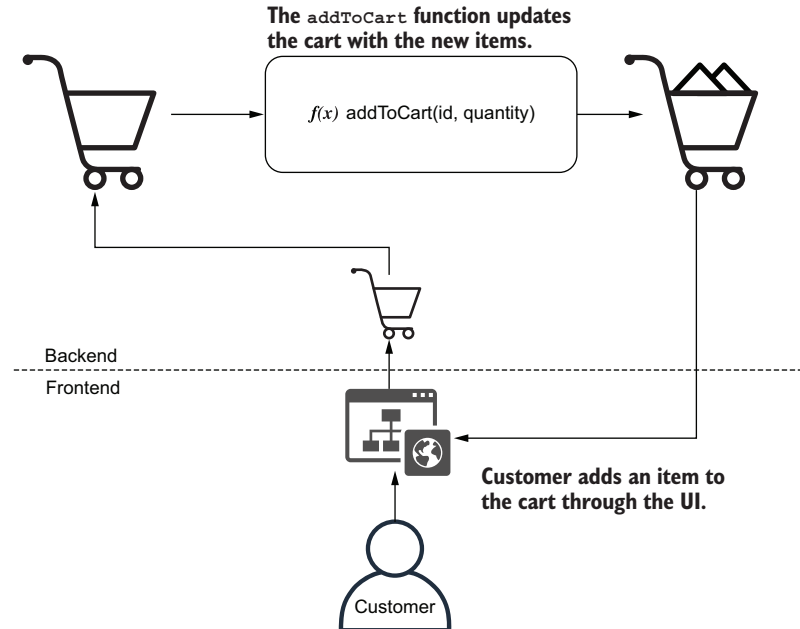 The addToCart function updates
the cart with the new items.
f(x) addToCart(id, quantity)
Backend
Frontend
Customer adds an item to
the cart through the UI.
Customer